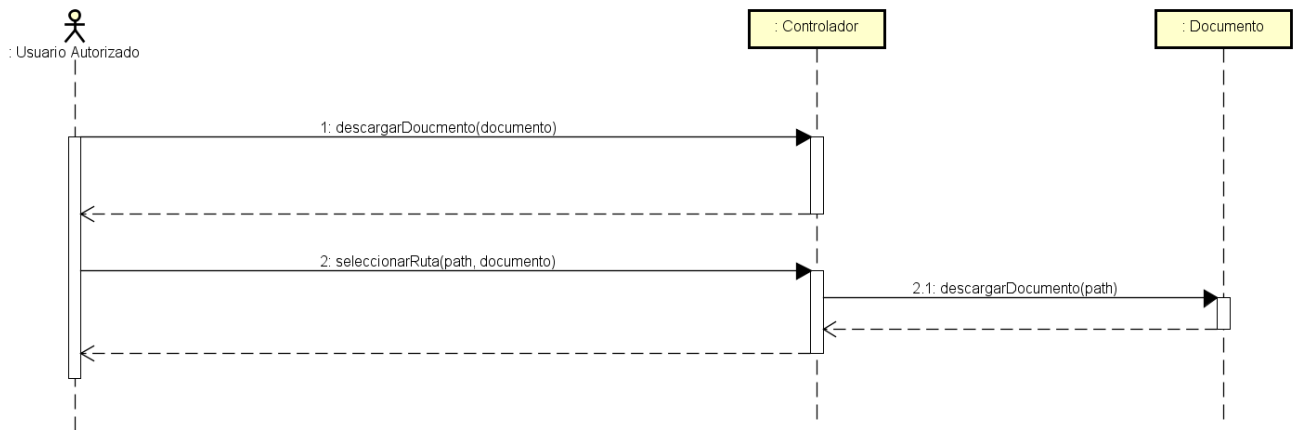 : Usuario Autorizado
: Controlador
: Documento
1: descargarDoucmento(documento)
2: seleccionarRuta(path, documento)
2.1: descargarDocumento(path)